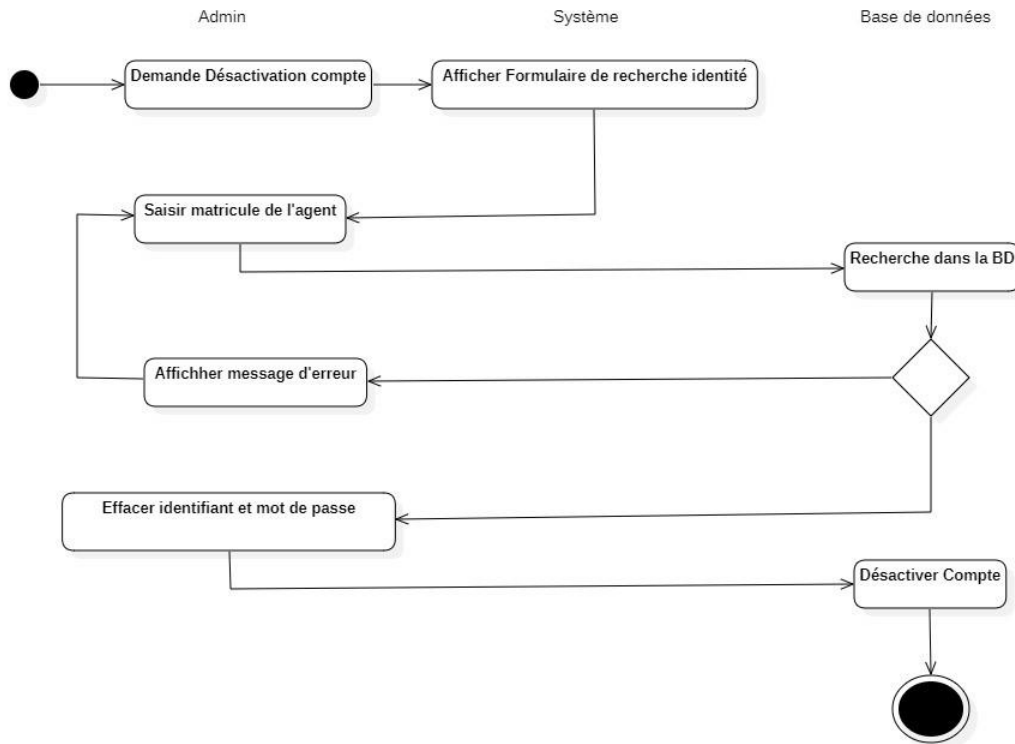 Admin
Système
Base de données
Demande Désactivation compte
Afficher Formulaire de recherche identité
Saisir matricule de l'agent
Recherche dans la BD
Affichher message d'erreur
Effacer identifiant et mot de passe
Désactiver Compte